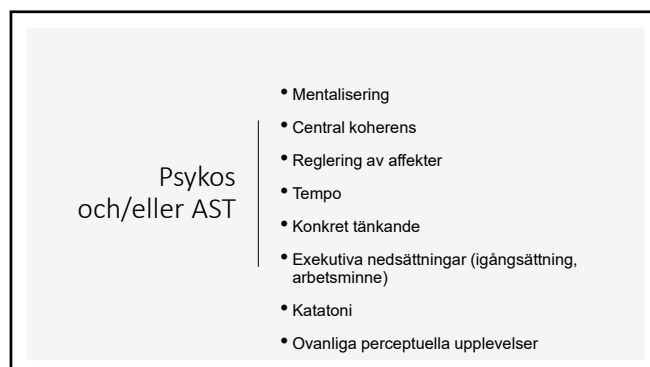 Psykos
och/eller AST
• Mentalisering
• Central koherens
• Reglering av affekter
• Tempo
• Konkret tänkande
• Exekutiva nedsättningar (igångsättning,
arbetsminne)
• Katatoni
• Ovanliga perceptuella upplevelser